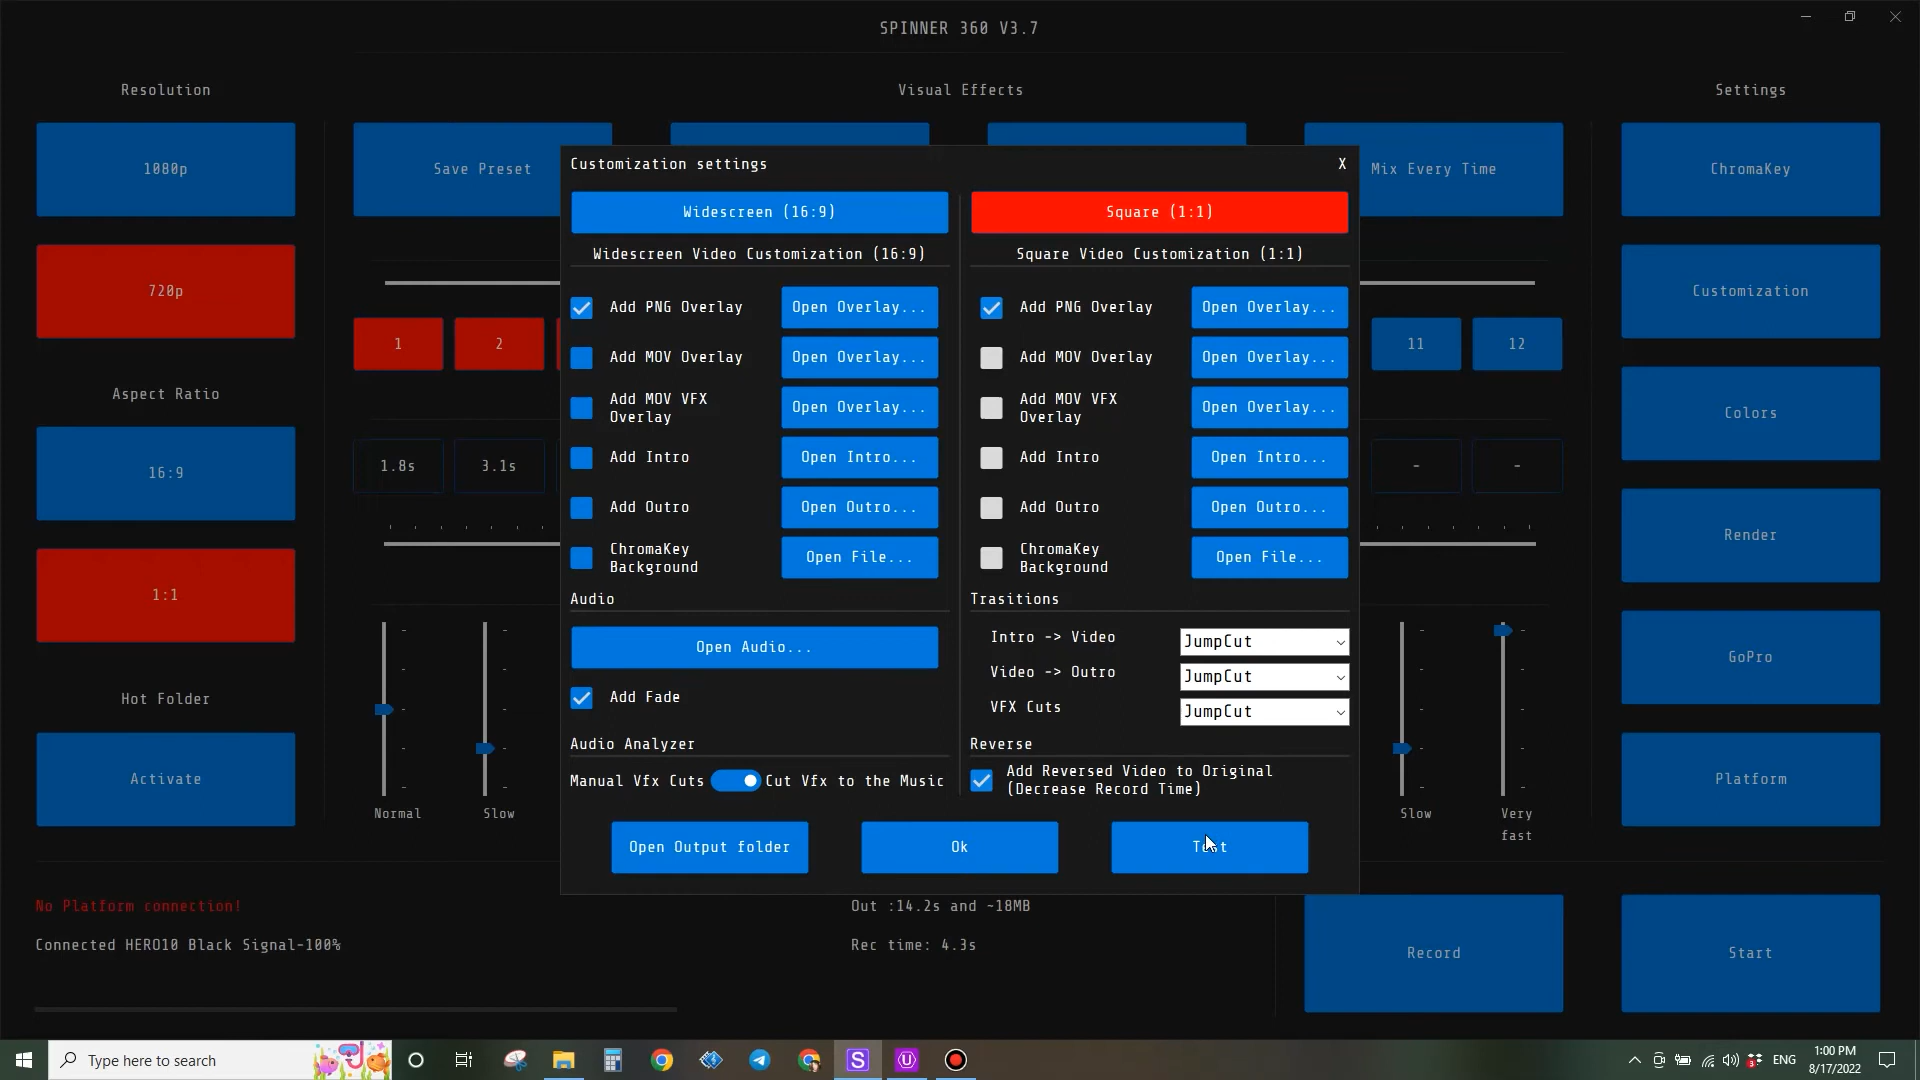 SPINNER 360 V3.7
Resolution
Visual Effects
Settings
1080p
Save Preset
Mix Every Time
ChromaKey
Customization settings
X
Widescreen (16:9)
Square (1:1)
Widescreen Video Customization (16:9)
Square Video Customization (1:1)
720p
Customization
Add PNG Overlay
Open Overlay...
Add PNG Overlay
Open Overlay...
1
2
11
12
Add MOV Overlay
Open Overlay...
Add MOV Overlay
Open Overlay...
Aspect Ratio
Add MOV VFX
Overlay
Open Overlay...
Add MOV VFX
Overlay
Open Overlay...
Colors
16:9
1.8s
3.1s
-
-
Add Intro
Open Intro...
Add Intro
Open Intro...
Add Outro
Open Outro...
Add Outro
Open Outro...
Render
ChromaKey
Background
Open File...
ChromaKey
Background
Open File...
1:1
Audio
Trasitions
Open Audio...
Intro -> Video
JumpCut
GoPro
Video -> Outro
JumpCut
Hot Folder
Add Fade
VFX Cuts
JumpCut
Audio Analyzer
Reverse
Activate
Manual Vfx Cuts
Cut Vfx to the Music
Add Reversed Video to Original
(Decrease Record Time)
Platform
Normal
Slow
Slow
Very
fast
Open Output folder
Ok
No Platform connection!
Out :14.2s and ~18MB
Connected HERO10 Black Signal-100%
Rec time: 4.3s
Record
Start
Type here to search
S
U
3
ENG
1:00 PM
8/17/2022